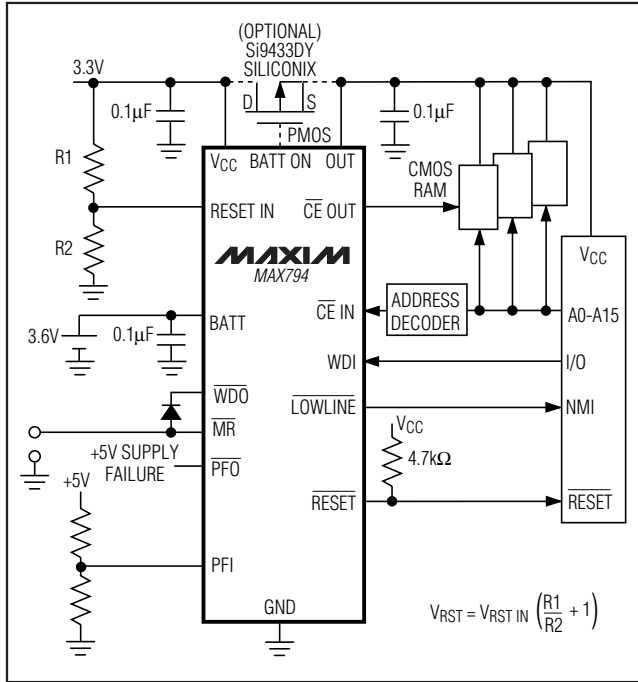 (OPTIONAL)
Si9433DY
SILICONIX
3.3V
D
S
0.1µF
0.1µF
PMOS
R1
VCC
BATT ON
OUT
CMOS
RAM
RESET IN
CE OUT
R2
MAXIM
MAX794
VCC
BATT
CE IN
ADDRESS
DECODER
A0-A15
3.6V
0.1µF
WDI
I/O
WDO
LOWLINE
NMI
MR
VCC
+5V SUPPLY
FAILURE
PFO
4.7kΩ
+5V
RESET
RESET
PFI
GND
VRST = VRST IN (R1/R2 + 1)